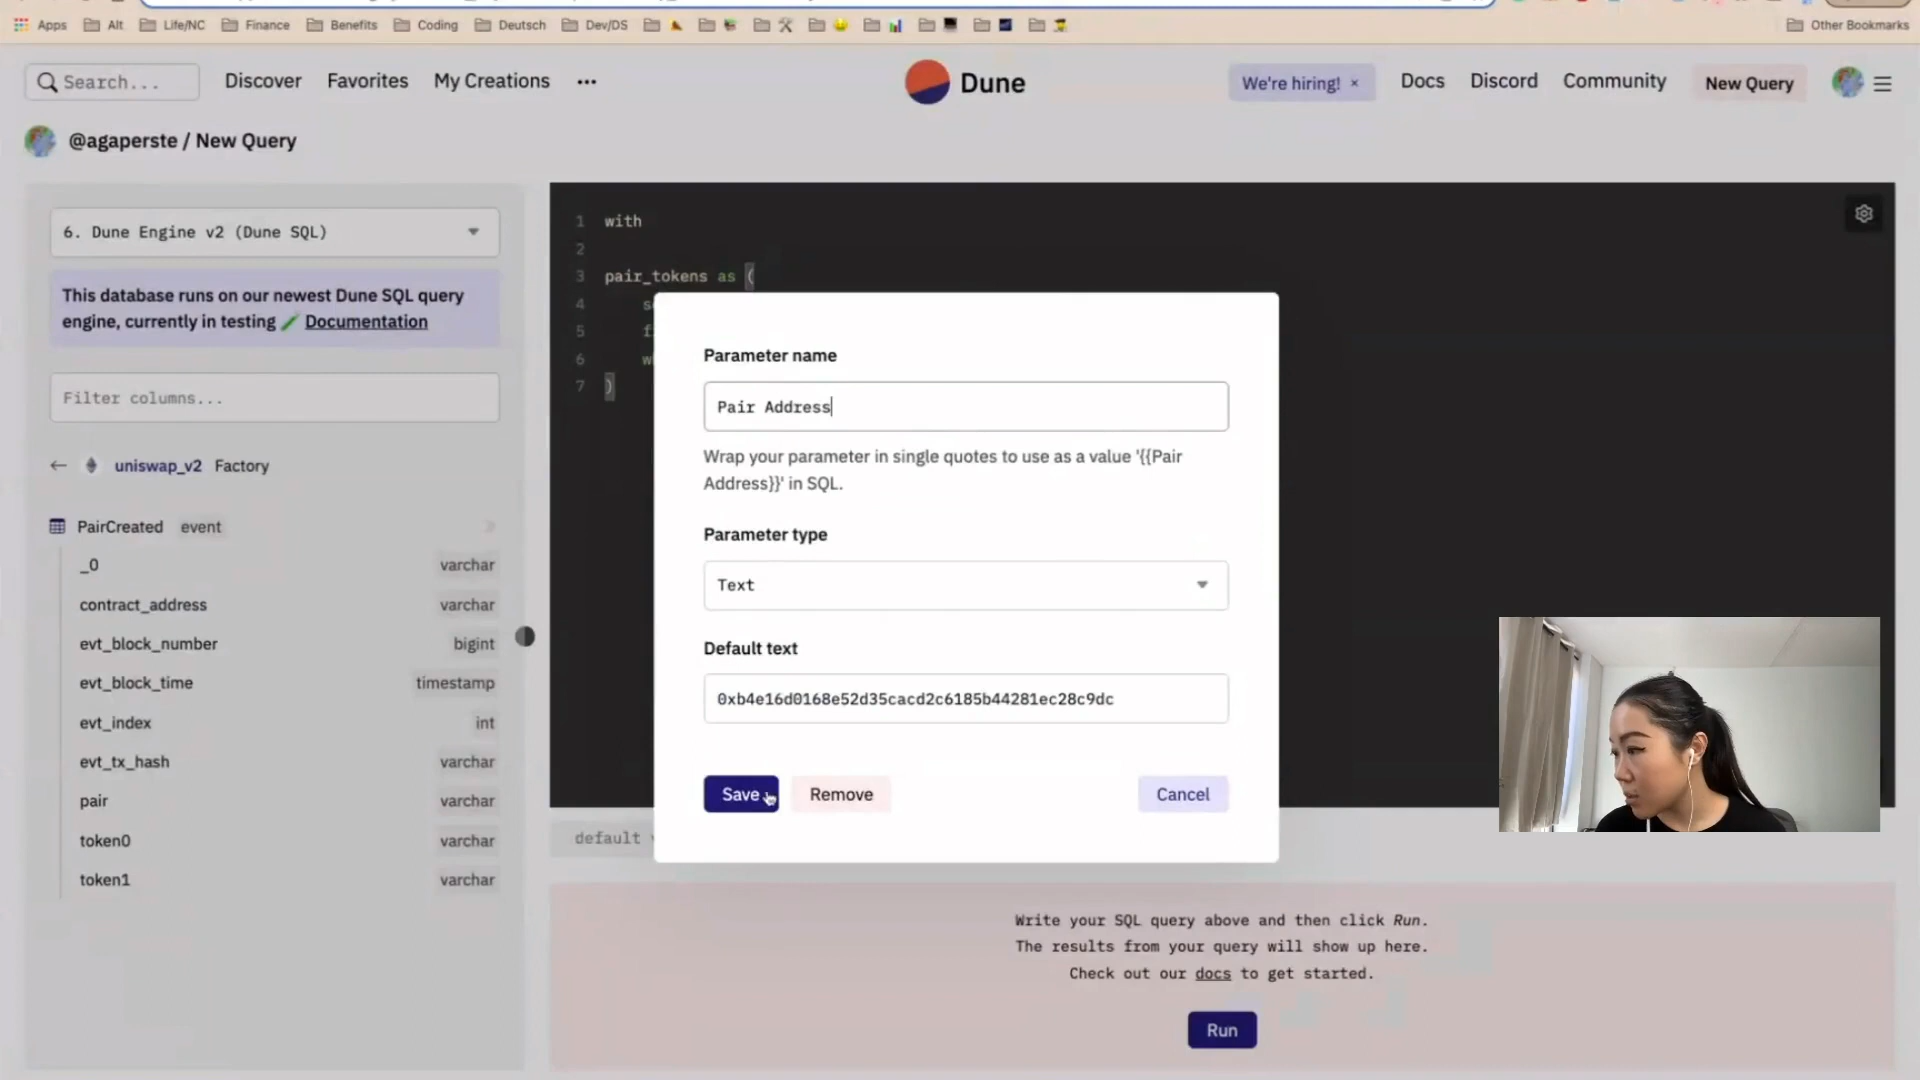 Apps
Alt
Life/NC
Finance
Benefits
Coding
Deutsch
Dev/DS
Other Bookmarks
Search...
Discover
Favorites
My Creations
Dune
We're hiring! ×
Docs
Discord
Community
New Query
@agaperste / New Query
6. Dune Engine v2 (Dune SQL)
This database runs on our newest Dune SQL query
engine, currently in testing Documentation
Filter columns...
uniswap_v2 Factory
PairCreated event
_0 varchar
contract_address varchar
evt_block_number bigint
evt_block_time timestamp
evt_index int
evt_tx_hash varchar
pair varchar
token0 varchar
token1 varchar
1 with
2
3 pair_tokens as (
4
5
6
7 )
Parameter name
Pair Address
Wrap your parameter in single quotes to use as a value '{{Pair
Address}}' in SQL.
Parameter type
Text
Default text
0xb4e16d0168e52d35cacd2c6185b44281ec28c9dc
Save
Remove
Cancel
default
Write your SQL query above and then click Run.
The results from your query will show up here.
Check out our docs to get started.
Run